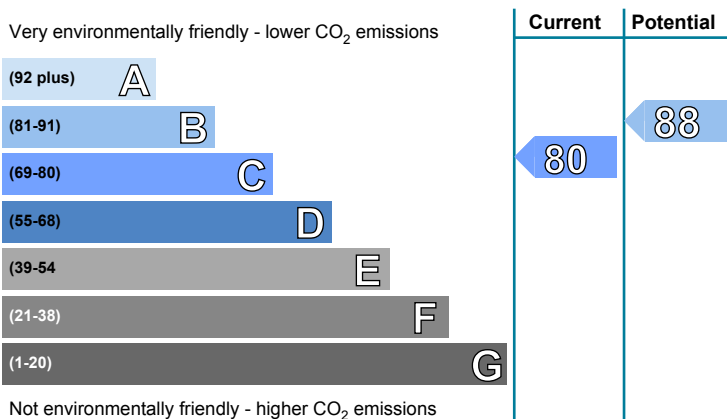 Current Potential
Very environmentally friendly - lower CO₂ emissions
(92 plus) A
(81-91) B
88
(69-80) C
80
(55-68) D
(39-54 E
(21-38) F
(1-20) G
Not environmentally friendly - higher CO₂ emissions